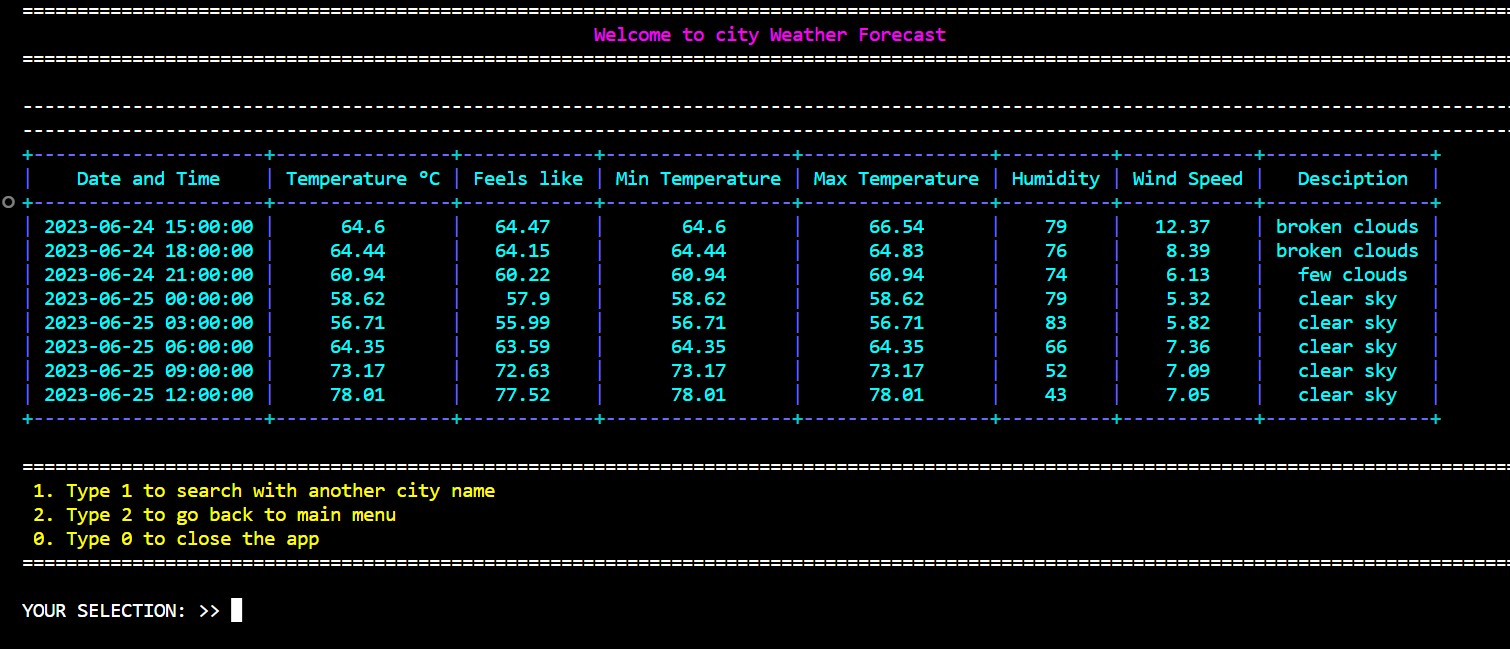 Welcome to city Weather Forecast
Date and Time | Temperature ºC | Feels like | Min Temperature | Max Temperature | Humidity | Wind Speed | Desciption
2023-06-24 15:00:00 | 64.6 | 64.47 | 64.6 | 66.54 | 79 | 12.37 | broken clouds
2023-06-24 18:00:00 | 64.44 | 64.15 | 64.44 | 64.83 | 76 | 8.39 | broken clouds
2023-06-24 21:00:00 | 60.94 | 60.22 | 60.94 | 60.94 | 74 | 6.13 | few clouds
2023-06-25 00:00:00 | 58.62 | 57.9 | 58.62 | 58.62 | 79 | 5.32 | clear sky
2023-06-25 03:00:00 | 56.71 | 55.99 | 56.71 | 56.71 | 83 | 5.82 | clear sky
2023-06-25 06:00:00 | 64.35 | 63.59 | 64.35 | 64.35 | 66 | 7.36 | clear sky
2023-06-25 09:00:00 | 73.17 | 72.63 | 73.17 | 73.17 | 52 | 7.09 | clear sky
2023-06-25 12:00:00 | 78.01 | 77.52 | 78.01 | 78.01 | 43 | 7.05 | clear sky
1. Type 1 to search with another city name
2. Type 2 to go back to main menu
0. Type 0 to close the app
YOUR SELECTION: >>